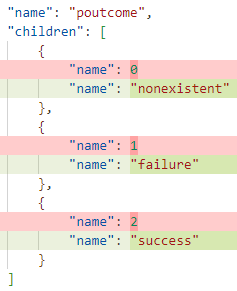 "name": "poutcome",
"children": [
{
"name": 0
"name": "nonexistent"
},
{
"name": 1
"name": "failure"
},
{
"name": 2
"name": "success"
}
]